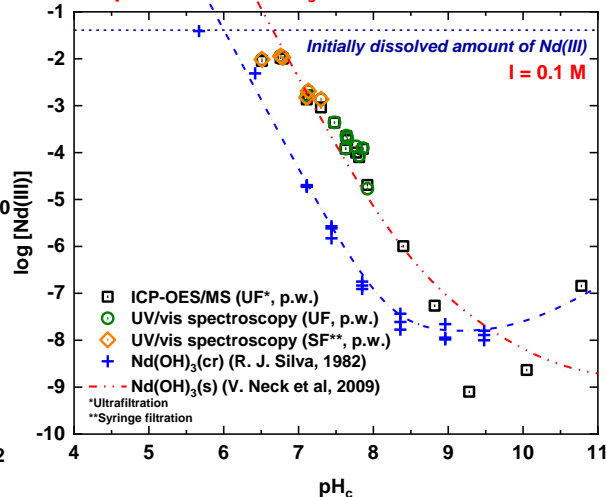 -1
Initially dissolved amount of Nd(III)
-2
I = 0.1 M
-3
-4
0
-5
log [Nd(III)]
-6
ICP-OES/MS (UF*, p.w.)
-7
UV/vis spectroscopy (UF, p.w.)
UV/vis spectroscopy (SF**, p.w.)
-8
Nd(OH)3(cr) (R. J. Silva, 1982)
Nd(OH)3(s) (V. Neck et al, 2009)
-9
*Ultrafiltration
**Syringe filtration
-10
2
4 5 6 7 8 9 10 11
pHc